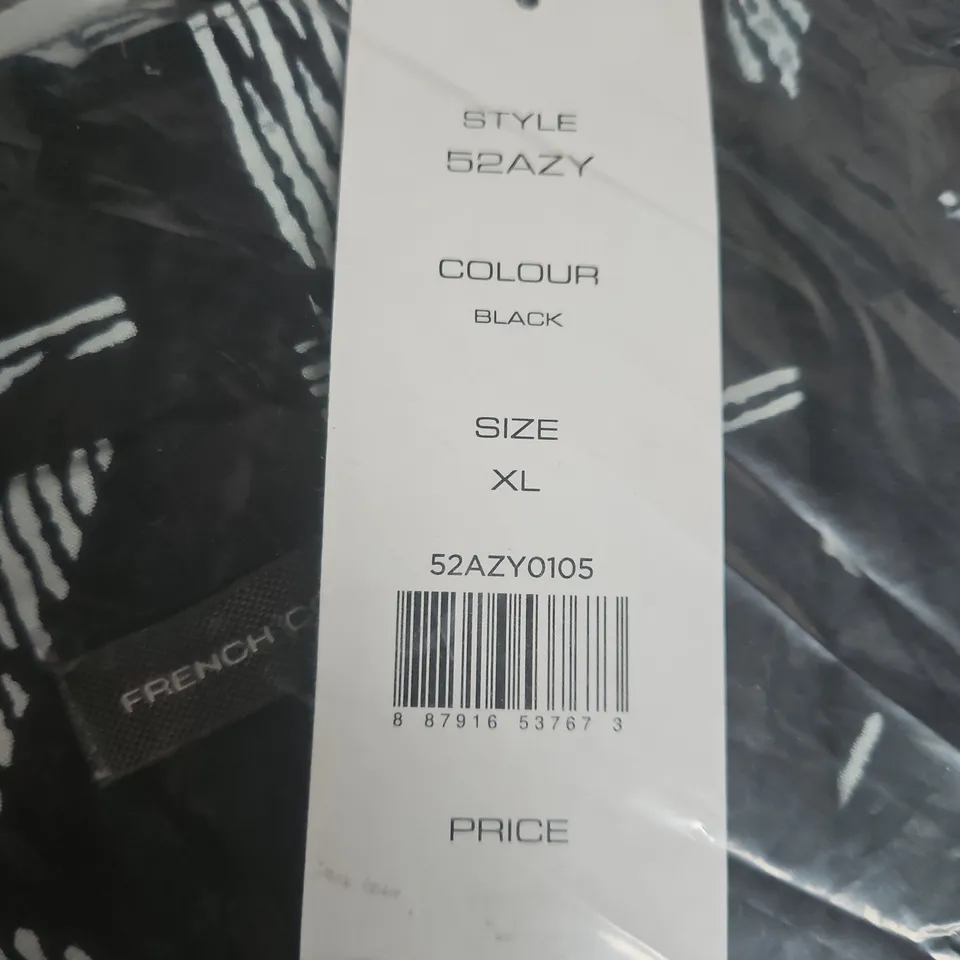 STYLE
52AZY
COLOUR
BLACK
SIZE
XL
52AZY0105
8 87916 53767 3
FRENCH C
PRICE